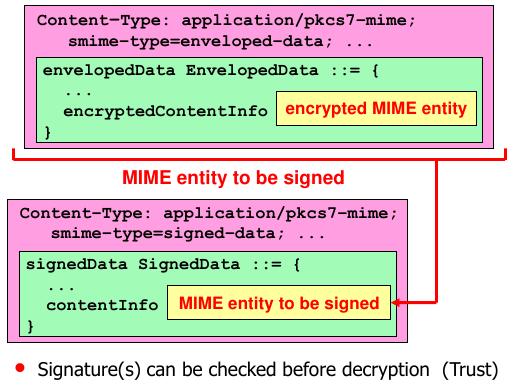 Content-Type: application/pkcs7-mime;
smime-type=enveloped-data; ...
envelopedData EnvelopedData ::= {
...
encryptedContentInfo encrypted MIME entity
}
MIME entity to be signed
Content-Type: application/pkcs7-mime;
smime-type=signed-data; ...
signedData SignedData ::= {
...
contentInfo MIME entity to be signed
}
• Signature(s) can be checked before decryption (Trust)